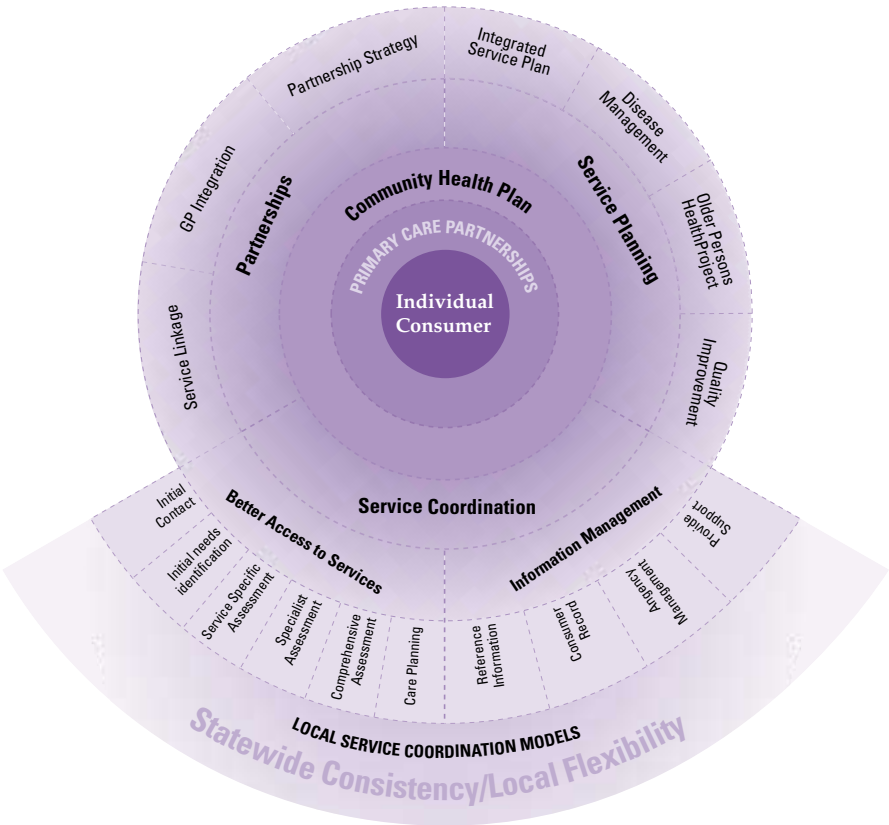 Partnership Strategy
Integrated
Service Plan
Disease
Management
Older Persons
HealthProject
Quality
Improvement
GP Integration
Service Linkage
Partnerships
Service Planning
Community Health Plan
PRIMARY CARE PARTNERSHIPS
Individual
Consumer
Service Coordination
Better Access to Services
Information Management
Initial
Contact
Initial needs
identification
Service Specific
Assessment
Specialist
Assessment
Comprehensive
Assessment
Care Planning
Reference
Information
Consumer
Record
Angency
Management
Provide
Support
LOCAL SERVICE COORDINATION MODELS
Statewide Consistency/Local Flexibility